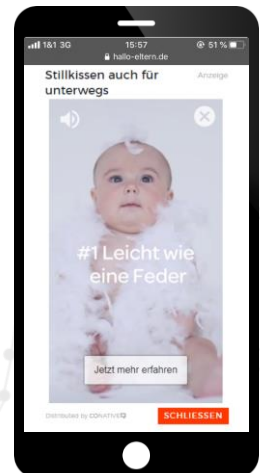 1&1 3G 15:57 51 %
hallo-eltern.de
Stillkissen auch für
unterwegs
Anzeige
#1 Leicht wie
eine Feder
Jetzt mehr erfahren
Distributed by CONATIVE
SCHLIESSEN